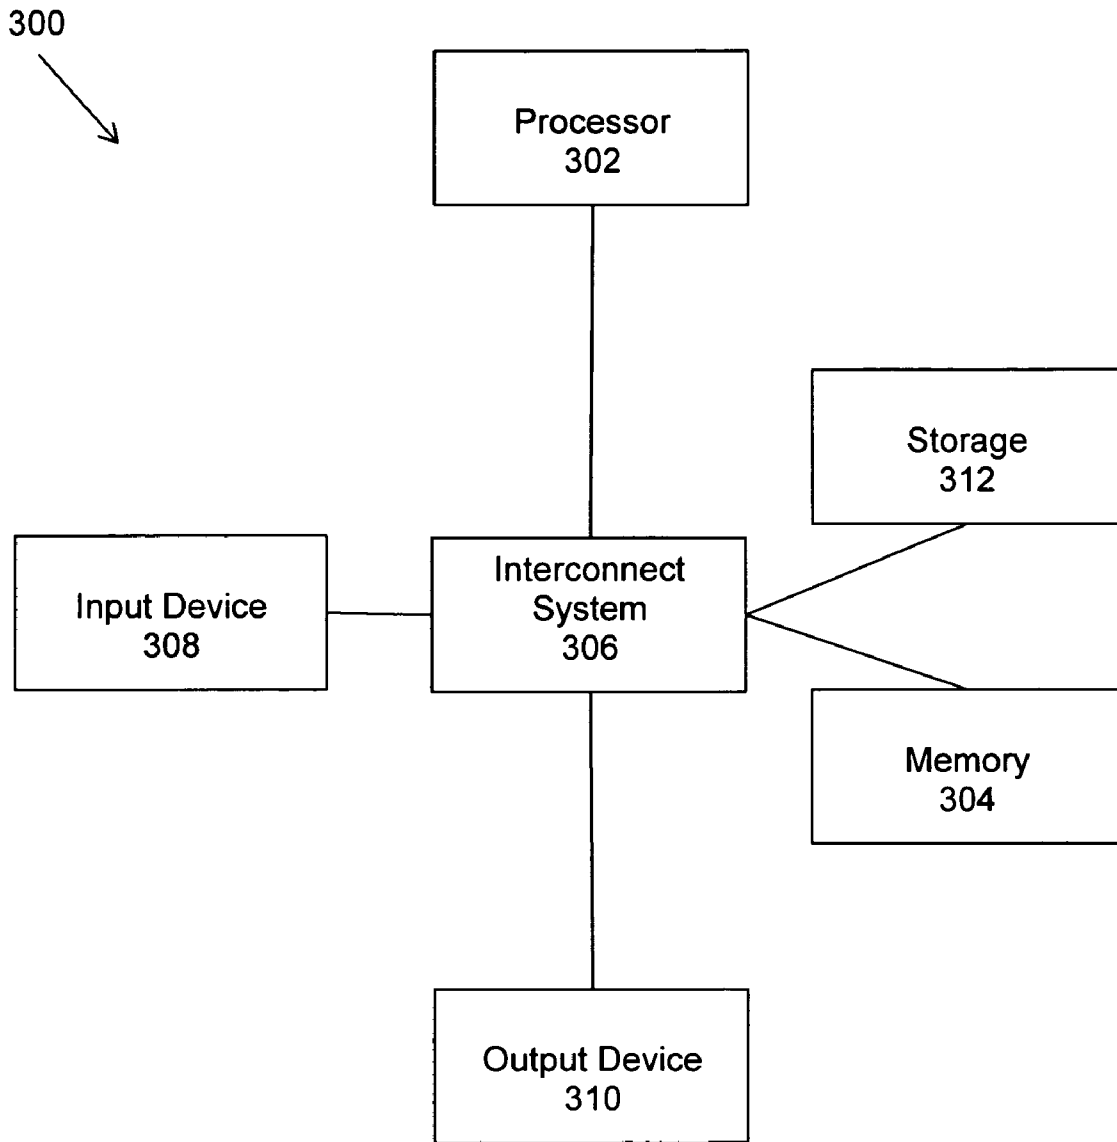 300
Processor
302
Storage
312
Interconnect
System
306
Input Device
308
Memory
304
Output Device
310